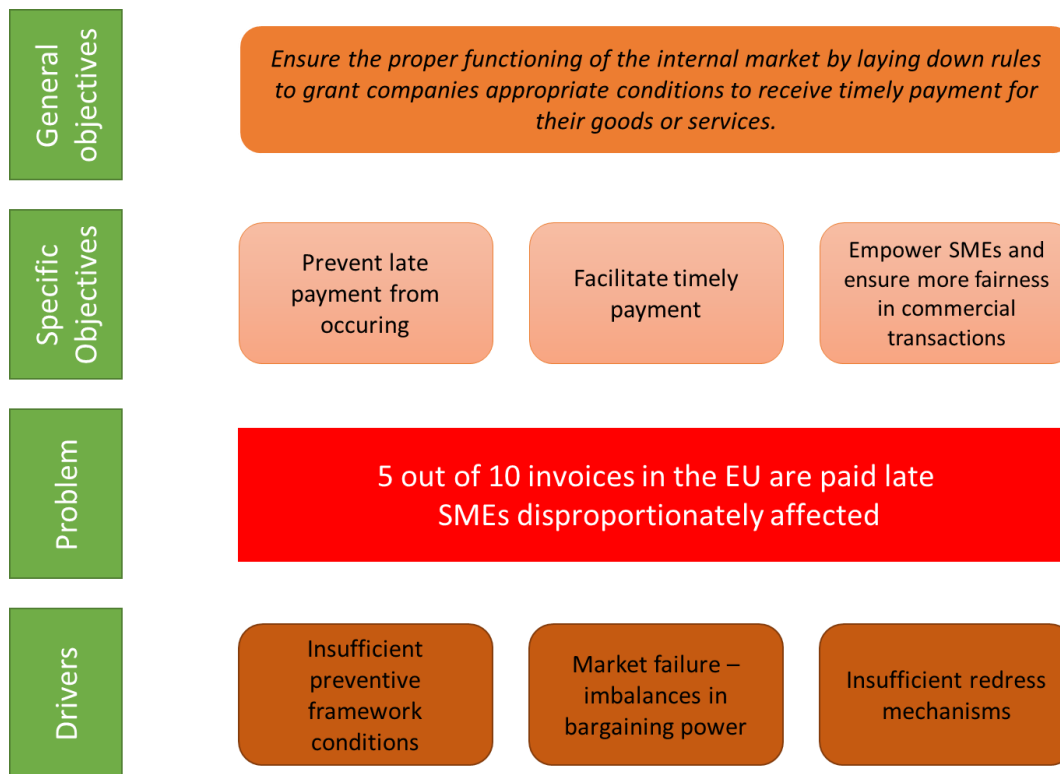 General
objectives
Ensure the proper functioning of the internal market by laying down rules
to grant companies appropriate conditions to receive timely payment for
their goods or services.
Specific
Objectives
Prevent late
payment from
occuring
Facilitate timely
payment
Empower SMEs and
ensure more fairness
in commercial
transactions
Problem
5 out of 10 invoices in the EU are paid late
SMEs disproportionately affected
Drivers
Insufficient
preventive
framework
conditions
Market failure –
imbalances in
bargaining power
Insufficient redress
mechanisms